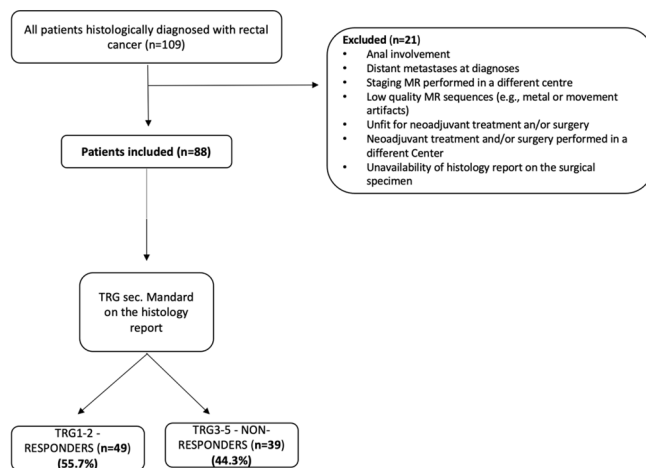 All patients histologically diagnosed with rectal
cancer (n=109)
Excluded (n=21)
• Anal involvement
• Distant metastases at diagnoses
• Staging MR performed in a different centre
• Low quality MR sequences (e.g., metal or movement
artifacts)
• Unfit for neoadjuvant treatment an/or surgery
• Neoadjuvant treatment and/or surgery performed in a
different Center
• Unavailability of histology report on the surgical
specimen
Patients included (n=88)
TRG sec. Mandard
on the histology
report
TRG1-2 -
RESPONDERS (n=49)
(55.7%)
TRG3-5 - NON-
RESPONDERS (n=39)
(44.3%)